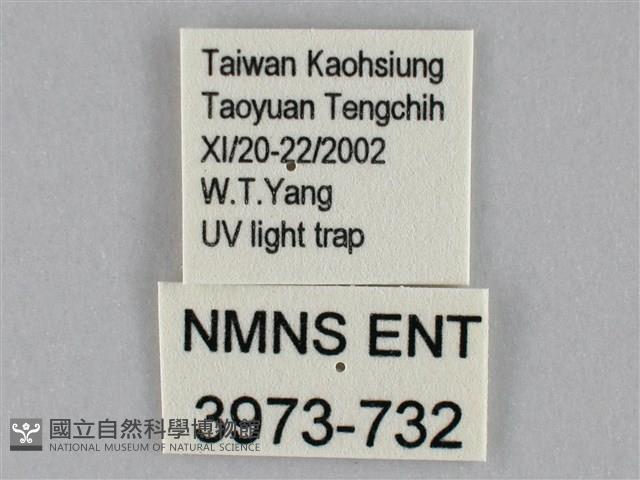 Taiwan Kaohsiung
Taoyuan Tengchih
XI/20-22/2002
W.T.Yang
UV light trap
NMNS ENT
3973-732
國立自然科學博物館
NATIONAL MUSEUM OF NATURAL SCIENCE